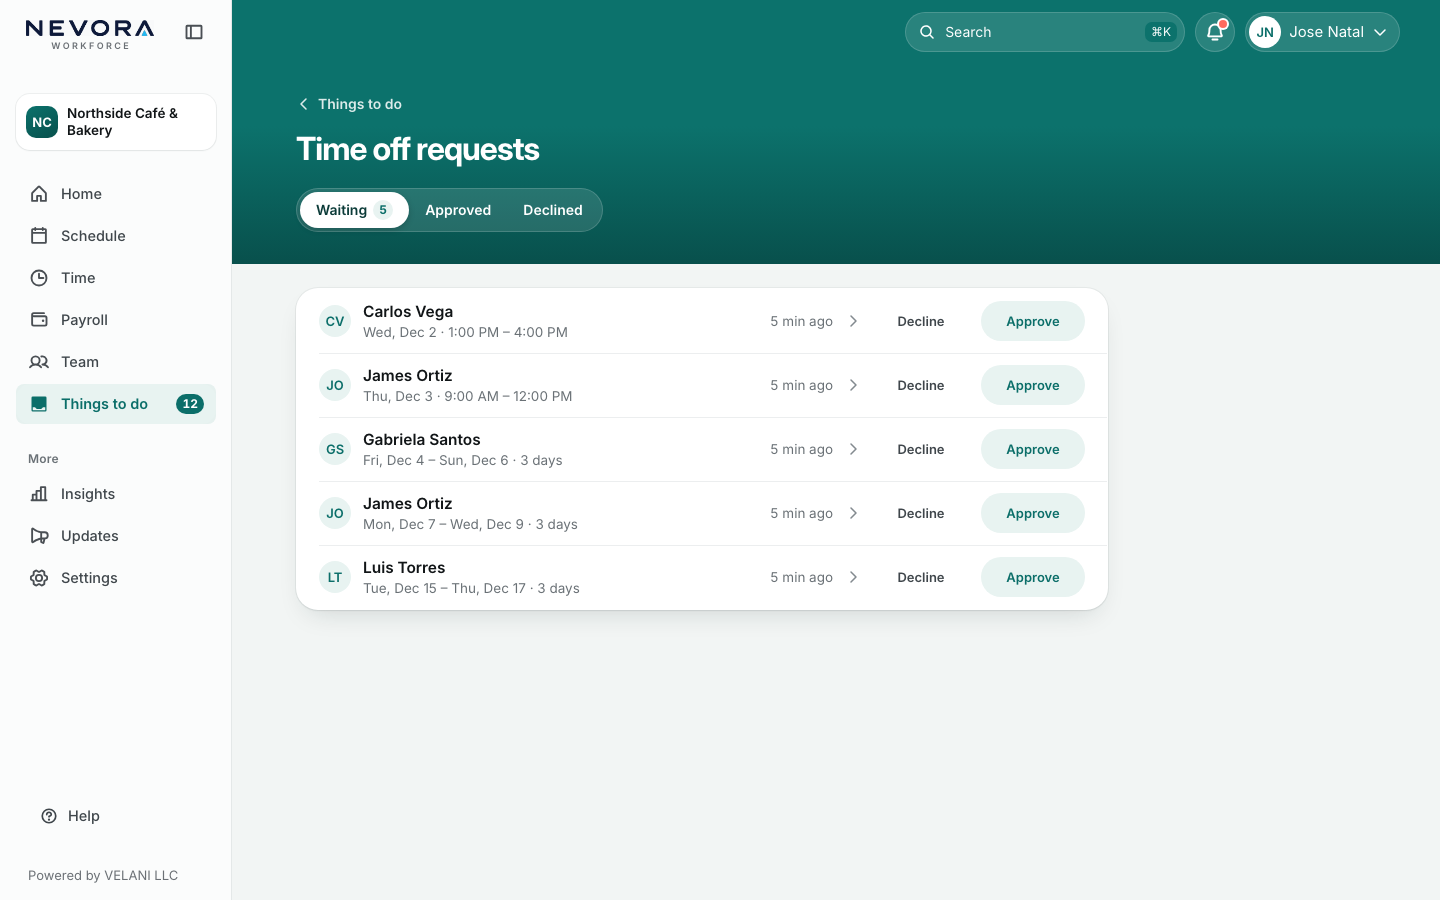 NEVORA
WORKFORCE
Search
⌘K
JN
Jose Natal
NC
Northside Café &
Bakery
Home
Schedule
Time
Payroll
Team
Things to do
12
More
Insights
Updates
Settings
Help
Powered by VELANI LLC
Things to do
Time off requests
Waiting 5
Approved
Declined
CV
Carlos Vega
Wed, Dec 2 · 1:00 PM – 4:00 PM
5 min ago
Decline
Approve
JO
James Ortiz
Thu, Dec 3 · 9:00 AM – 12:00 PM
5 min ago
Decline
Approve
GS
Gabriela Santos
Fri, Dec 4 – Sun, Dec 6 · 3 days
5 min ago
Decline
Approve
JO
James Ortiz
Mon, Dec 7 – Wed, Dec 9 · 3 days
5 min ago
Decline
Approve
LT
Luis Torres
Tue, Dec 15 – Thu, Dec 17 · 3 days
5 min ago
Decline
Approve